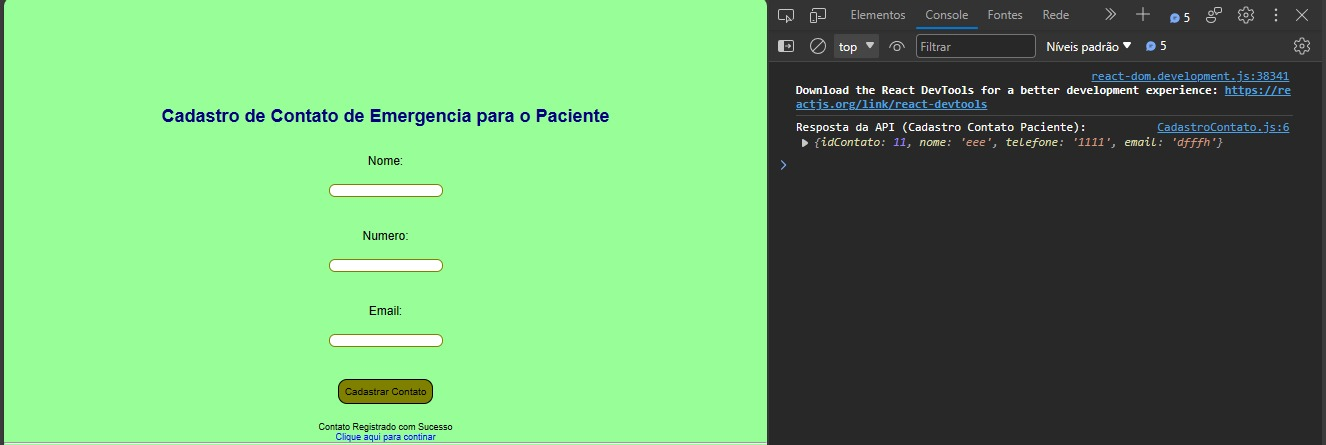 Cadastro de Contato de Emergencia para o Paciente
Nome:
Numero:
Email:
Cadastrar Contato
Contato Registrado com Sucesso
Clique aqui para continar
Elementos Console Fontes Rede 5
top Filtrar Níveis padrão 5
react-dom.development.js:38341
Download the React DevTools for a better development experience: https://re
actjs.org/link/react-devtools
Resposta da API (Cadastro Contato Paciente): CadastroContato.js:6
{idContato: 11, nome: 'eee', telefone: '1111', email: 'dfffh'}